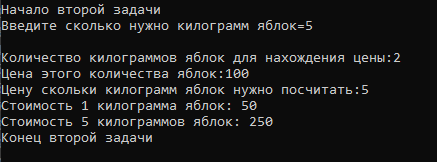 Начало второй задачи
Введите сколько нужно килограмм яблок=5
Количество килограммов яблок для нахождения цены:2
Цена этого количества яблок:100
Цену скольки килограмм яблок нужно посчитать:5
Стоимость 1 килограмма яблок: 50
Стоимость 5 килограммов яблок: 250
Конец второй задачи